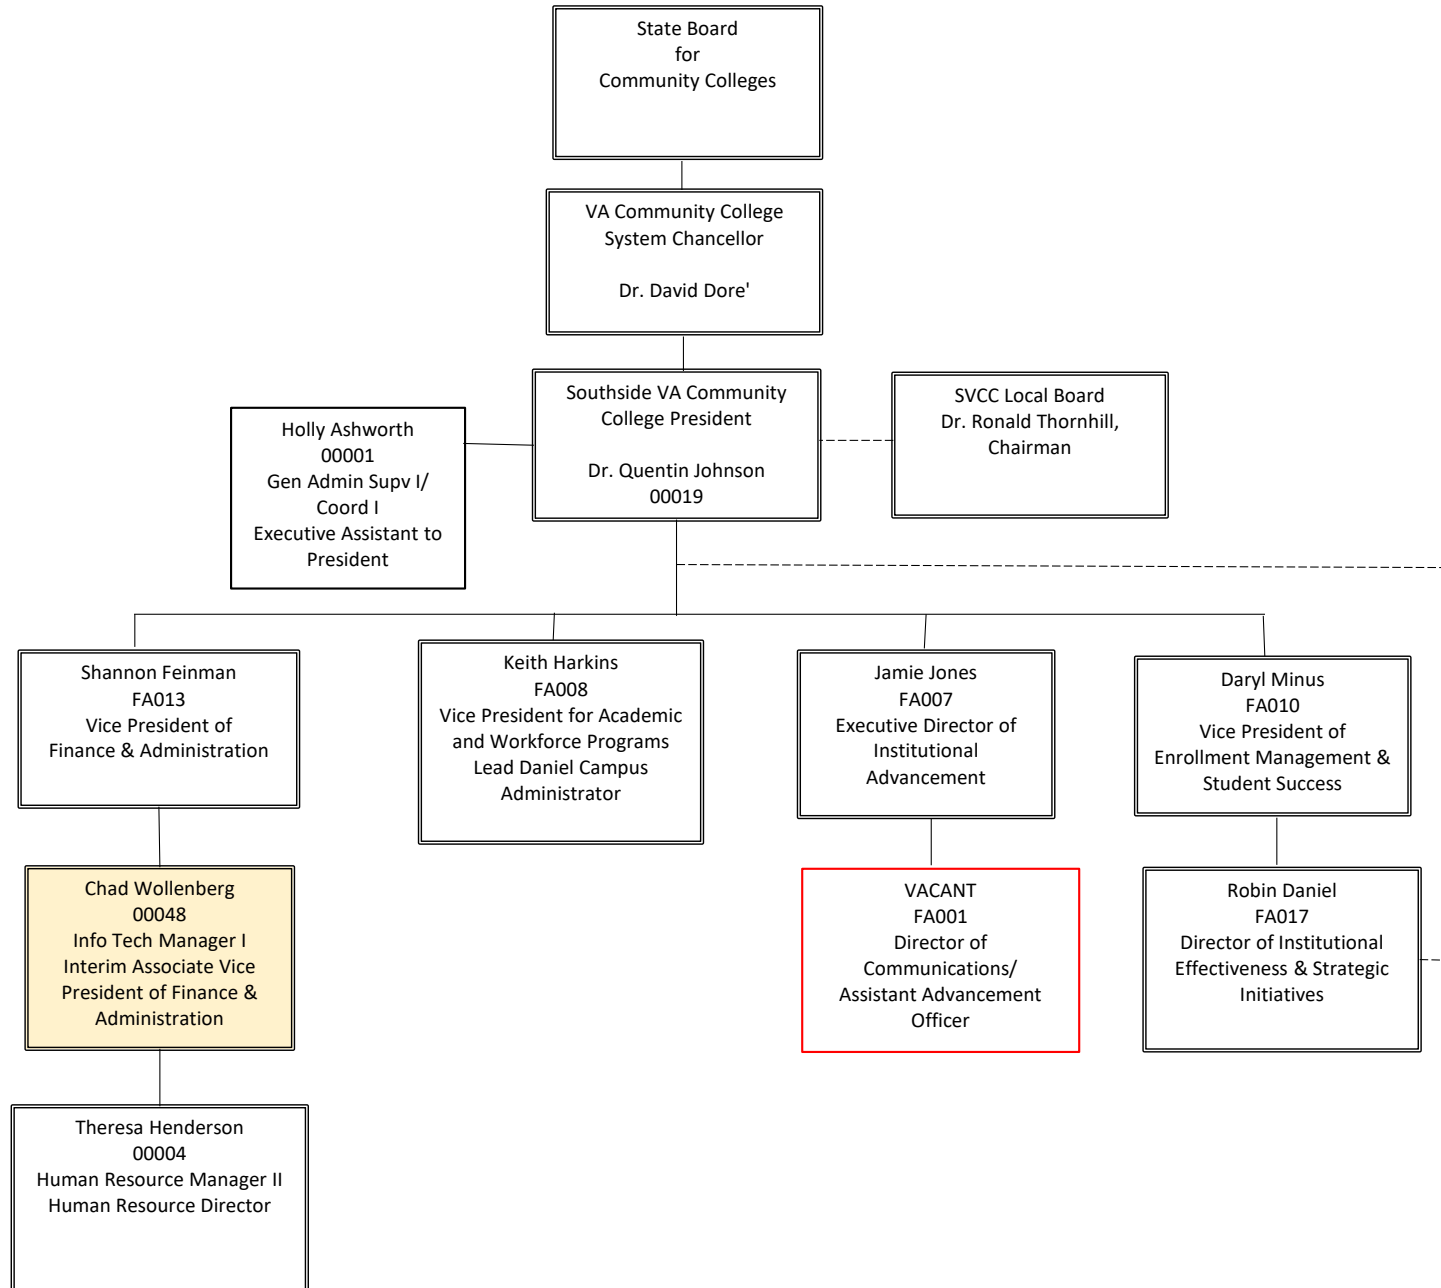 State Board
for
Community Colleges
VA Community College
System Chancellor
Dr. David Dore'
Southside VA Community
College President
Dr. Quentin Johnson
00019
SVCC Local Board
Dr. Ronald Thornhill,
Chairman
Holly Ashworth
00001
Gen Admin Supv I/
Coord I
Executive Assistant to
President
Shannon Feinman
FA013
Vice President of
Finance & Administration
Keith Harkins
FA008
Vice President for Academic
and Workforce Programs
Lead Daniel Campus
Administrator
Jamie Jones
FA007
Executive Director of
Institutional
Advancement
Daryl Minus
FA010
Vice President of
Enrollment Management &
Student Success
Chad Wollenberg
00048
Info Tech Manager I
Interim Associate Vice
President of Finance &
Administration
VACANT
FA001
Director of
Communications/
Assistant Advancement
Officer
Robin Daniel
FA017
Director of Institutional
Effectiveness & Strategic
Initiatives
Theresa Henderson
00004
Human Resource Manager II
Human Resource Director